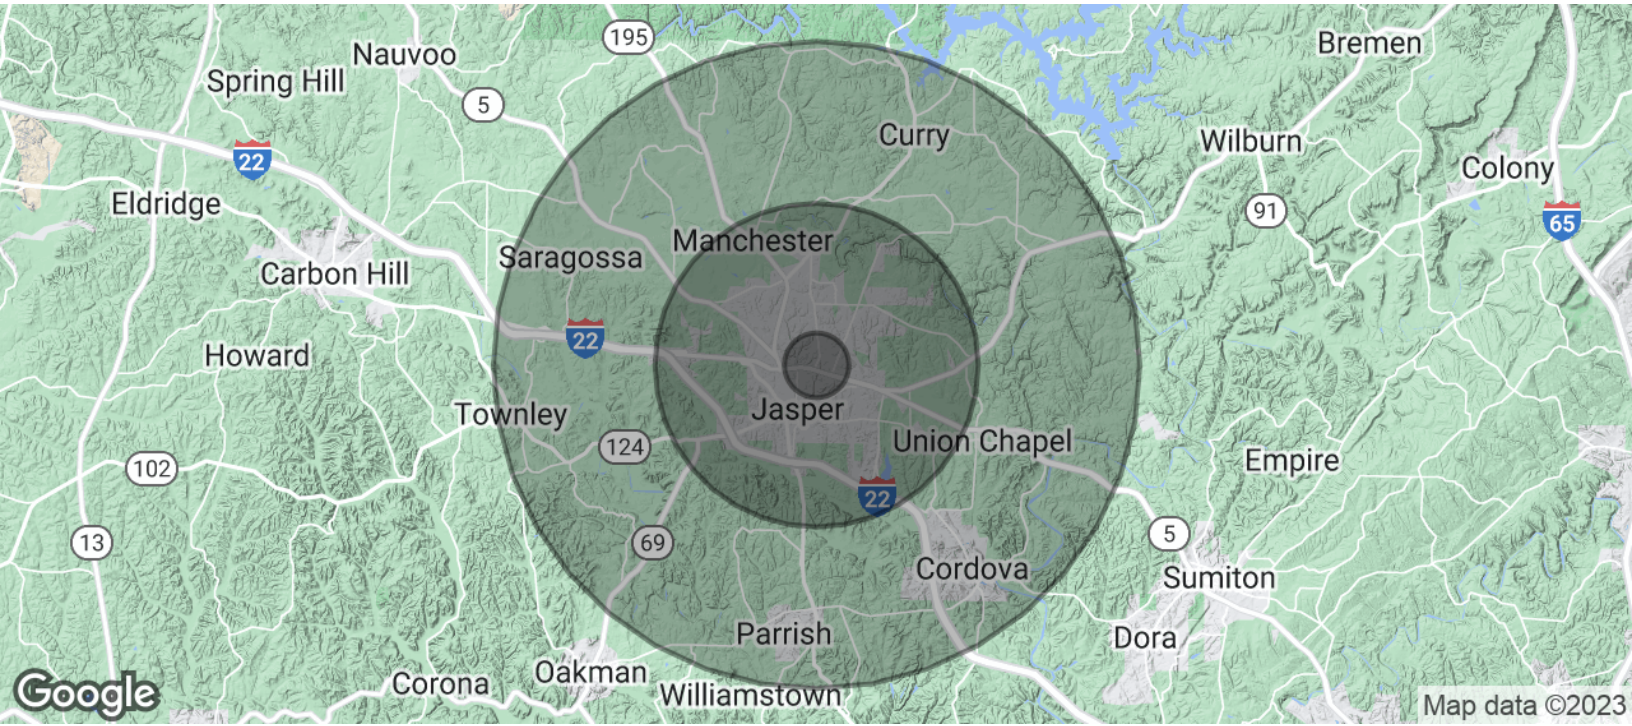 195
Bremen
Nauvoo
Spring Hill
5
Curry
Wilburn
22
Colony
Eldridge
91
65
Manchester
Saragossa
Carbon Hill
22
Howard
Jasper
Townley
124
Union Chapel
Empire
102
22
13
69
5
Cordova
Sumiton
Parrish
Dora
Oakman
Corona
Williamstown
Google
Map data ©2023